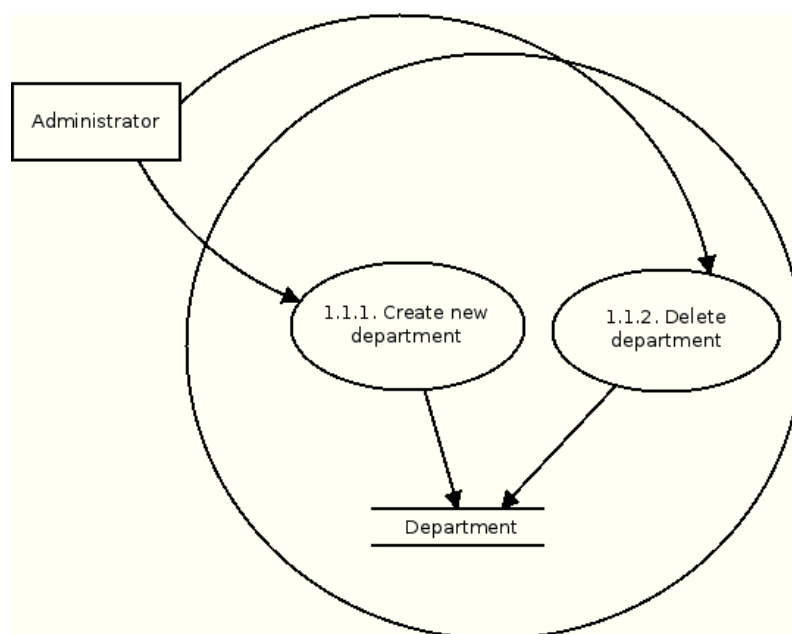 Administrator
1.1.1. Create new
department
1.1.2. Delete
department
Department